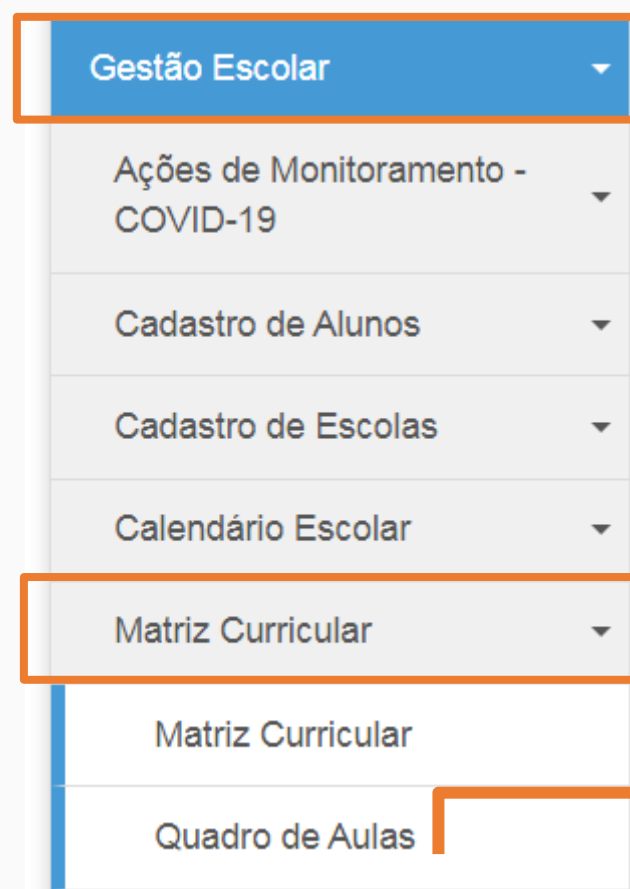 Gestão Escolar
Ações de Monitoramento -
COVID-19
Cadastro de Alunos
Cadastro de Escolas
Calendário Escolar
Matriz Curricular
Matriz Curricular
Quadro de Aulas